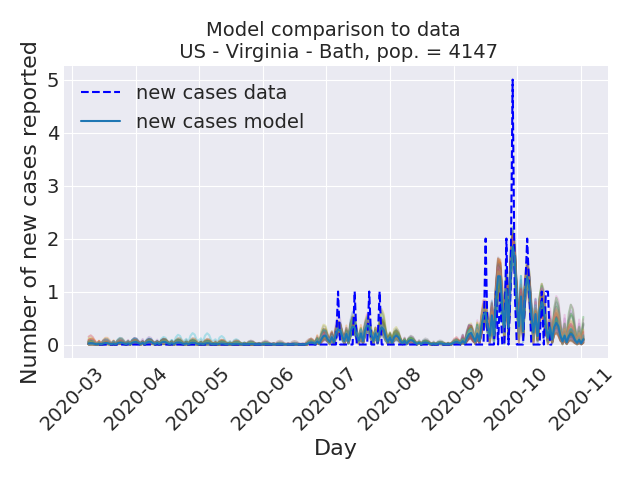 Model comparison to data
US - Virginia - Bath, pop. = 4147
Number of new cases reported
5
4
3
2
1
0
new cases data
new cases model
2020-03
2020-04
2020-05
2020-06
2020-07
2020-08
2020-09
2020-10
2020-11
Day